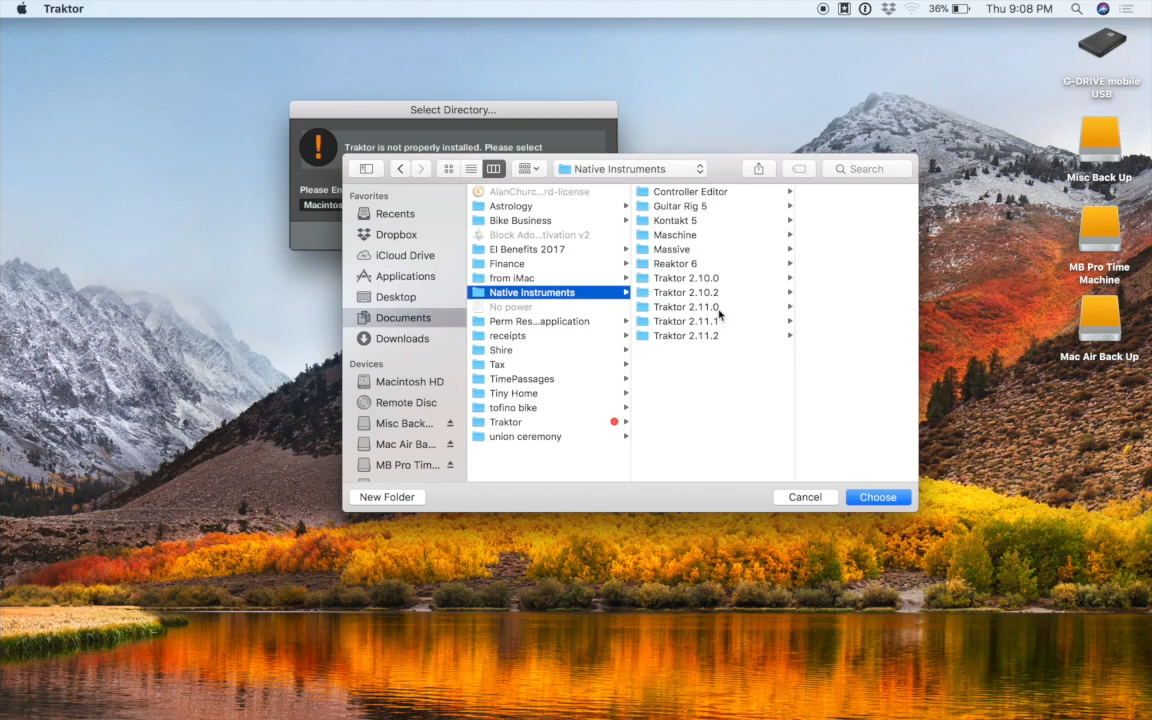 Traktor
36%
Thu 9:08 PM
G-DRIVE mobile
USB
Misc Back Up
MB Pro Time
Machine
Mac Air Back Up
Select Directory...
Traktor is not properly installed. Please select
Please En
Macintos
Native Instruments
Search
Favorites
Recents
Dropbox
iCloud Drive
Applications
Desktop
Documents
Downloads
Devices
Macintosh HD
Remote Disc
Misc Back...
Mac Air Ba...
MB Pro Tim...
AlanChurc...rd-license
Astrology
Bike Business
Block Ado...tivation v2
EI Benefits 2017
Finance
from iMac
Native Instruments
No power
Perm Res...application
receipts
Shire
Tax
TimePassages
Tiny Home
tofino bike
Traktor
union ceremony
Controller Editor
Guitar Rig 5
Kontakt 5
Maschine
Massive
Reaktor 6
Traktor 2.10.0
Traktor 2.10.2
Traktor 2.11.0
Traktor 2.11.1
Traktor 2.11.2
New Folder
Cancel
Choose